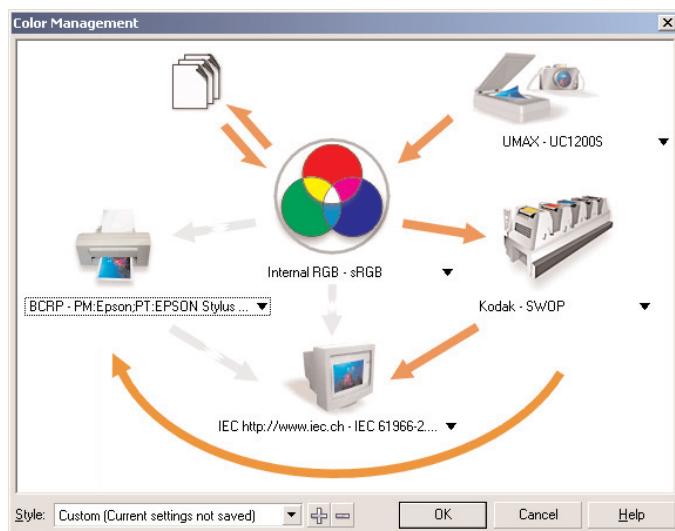 Color Management
UMAX - UC1200S
Internal RGB - sRGB
BCRP - PM:Epson;PT:EPSON Stylus ...
Kodak - SWOP
IEC http://www.iec.ch - IEC 61966-2....
Style: Custom (Current settings not saved) OK Cancel Help